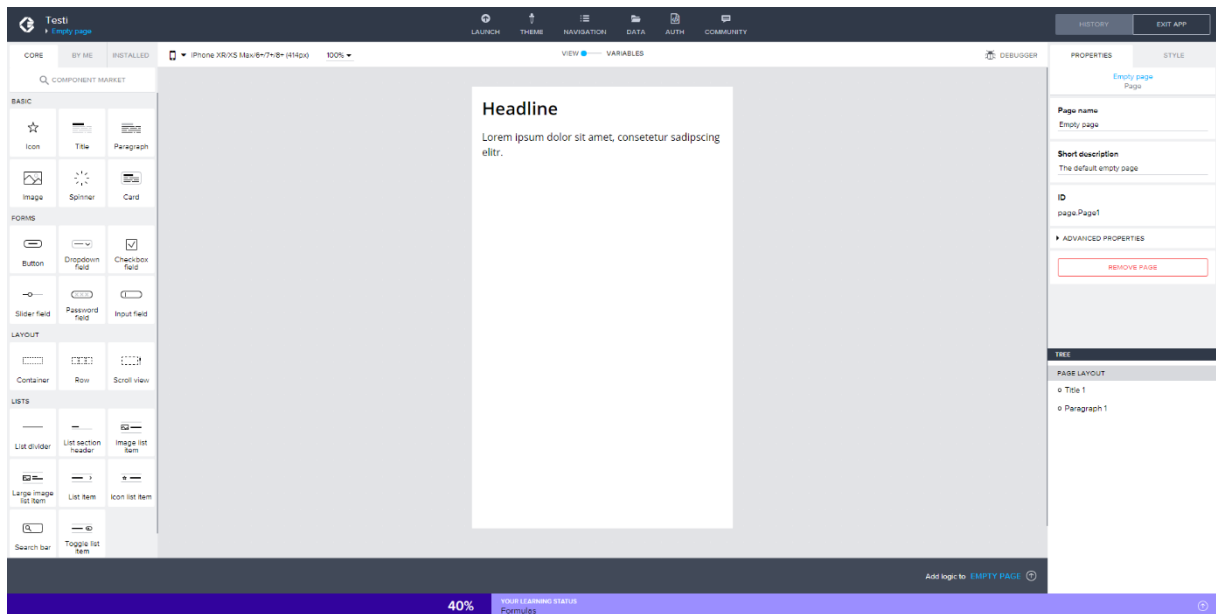 Testi
Empty page
LAUNCH THEME NAVIGATION DATA AUTH COMMUNITY
HISTORY EXIT APP
CORE BY ME INSTALLED
iPhone XR/XS Max/6+/7+/8+ (414px) 100%
VIEW VARIABLES
DEBUGGER
PROPERTIES STYLE
COMPONENT MARKET
BASIC
Icon Title Paragraph
Image Spinner Card
FORMS
Button Dropdown field Checkbox field
Slider field Password field Input field
LAYOUT
Container Row Scroll view
LISTS
List divider List section header Image list item
Large image list item List item Icon list item
Search bar Toggle list item
Headline
Lorem ipsum dolor sit amet, consetetur sadipscing
elitr.
Empty page
Page
Page name
Empty page
Short description
The default empty page
ID
page.Page1
ADVANCED PROPERTIES
REMOVE PAGE
TREE
PAGE LAYOUT
Title 1
Paragraph 1
Add logic to EMPTY PAGE
40%
YOUR LEARNING STATUS
Formulas